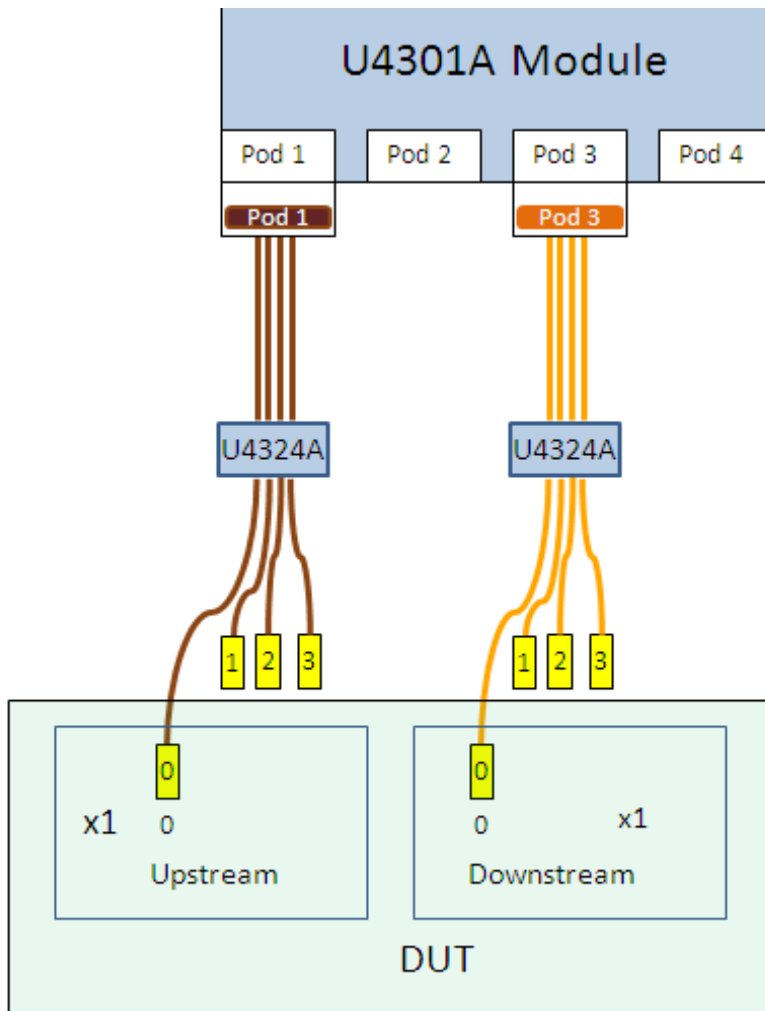 U4301A Module
Pod 1 Pod 2 Pod 3 Pod 4
Pod 1 Pod 3
U4324A U4324A
1 2 3 1 2 3
0 0
x1 0 0 x1
Upstream Downstream
DUT